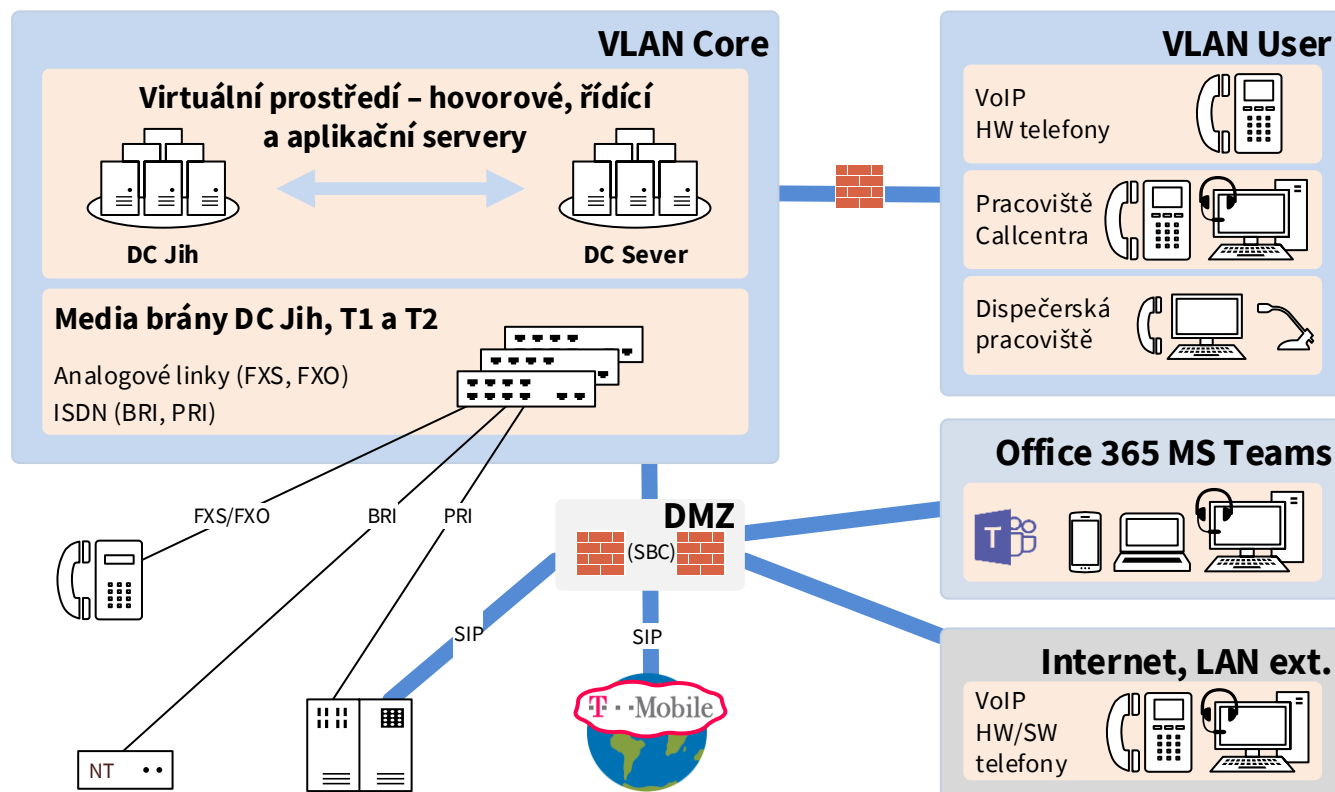 VLAN Core
Virtuální prostředí – hovorové, řídící
a aplikační servery
DC Jih
DC Sever
Media brány DC Jih, T1 a T2
Analogové linky (FXS, FXO)
ISDN (BRI, PRI)
VLAN User
VoIP
HW telefony
Pracoviště
Callcentra
Dispečerská
pracoviště
Office 365 MS Teams
T
DMZ
(SBC)
FXS/FXO
BRI
PRI
SIP
SIP
Internet, LAN ext.
VoIP
HW/SW
telefony
T··Mobile
NT